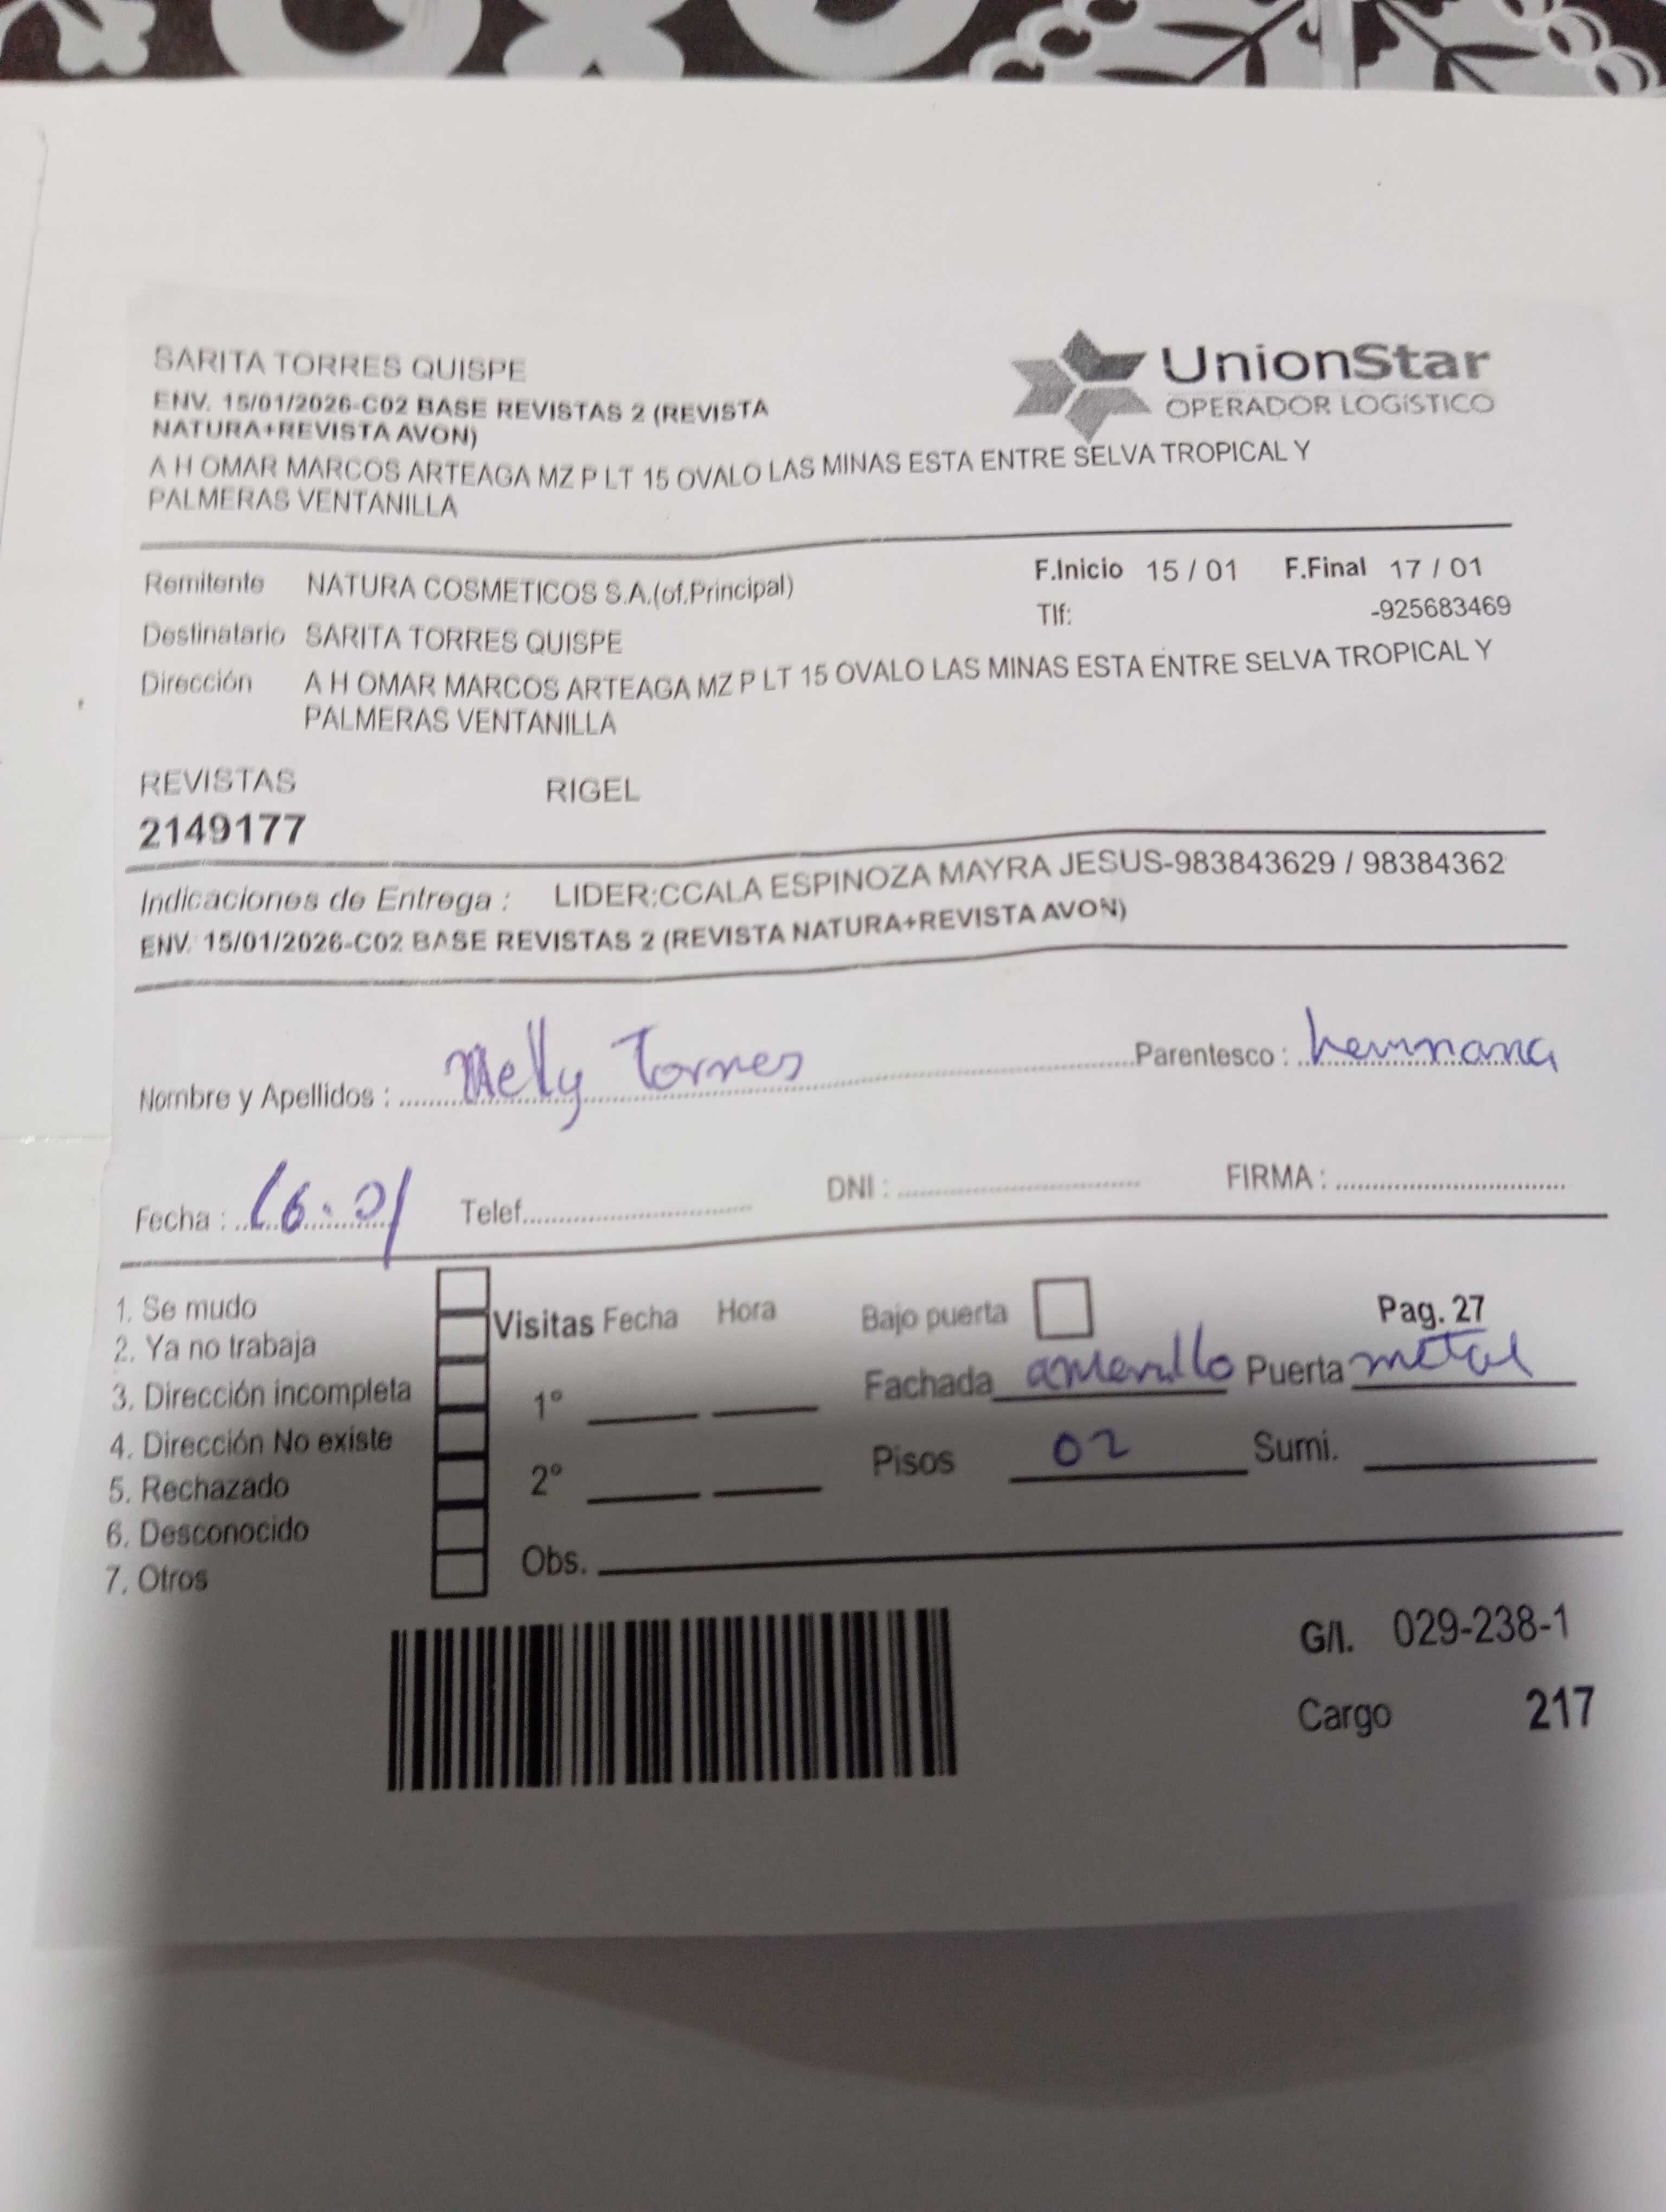 SARITA TORRES QUISPE
ENV. 15/01/2026-C02 BASE REVISTAS 2 (REVISTA
NATURA+REVISTA AVON)
A H OMAR MARCOS ARTEAGA MZ P LT 15 OVALO LAS MINAS ESTA ENTRE SELVA TROPICAL Y
PALMERAS VENTANILLA
UnionStar
OPERADOR LOGíSTICO
Remitente NATURA COSMETICOS S.A.(of.Principal) F.Inicio 15 / 01 F.Final 17 / 01
Tlf: -925683469
Destinatario SARITA TORRES QUISPE
Dirección A H OMAR MARCOS ARTEAGA MZ P LT 15 OVALO LAS MINAS ESTA ENTRE SELVA TROPICAL Y
PALMERAS VENTANILLA
REVISTAS RIGEL
2149177
Indicaciones de Entrega : LIDER:CCALA ESPINOZA MAYRA JESUS-983843629 / 98384362
ENV. 15/01/2026-C02 BASE REVISTAS 2 (REVISTA NATURA+REVISTA AVON)
Nombre y Apellidos : Nelly Torres Parentesco : hermana
Fecha : 16-01 Telef. DNI : FIRMA :
1. Se mudo
2. Ya no trabaja
3. Dirección incompleta
4. Dirección No existe
5. Rechazado
6. Desconocido
7. Otros
Visitas Fecha Hora
1°
2°
Obs.
Bajo puerta Pag. 27
Fachada amarillo Puerta metal
Pisos 02 Sumi.
G/I. 029-238-1
Cargo 217